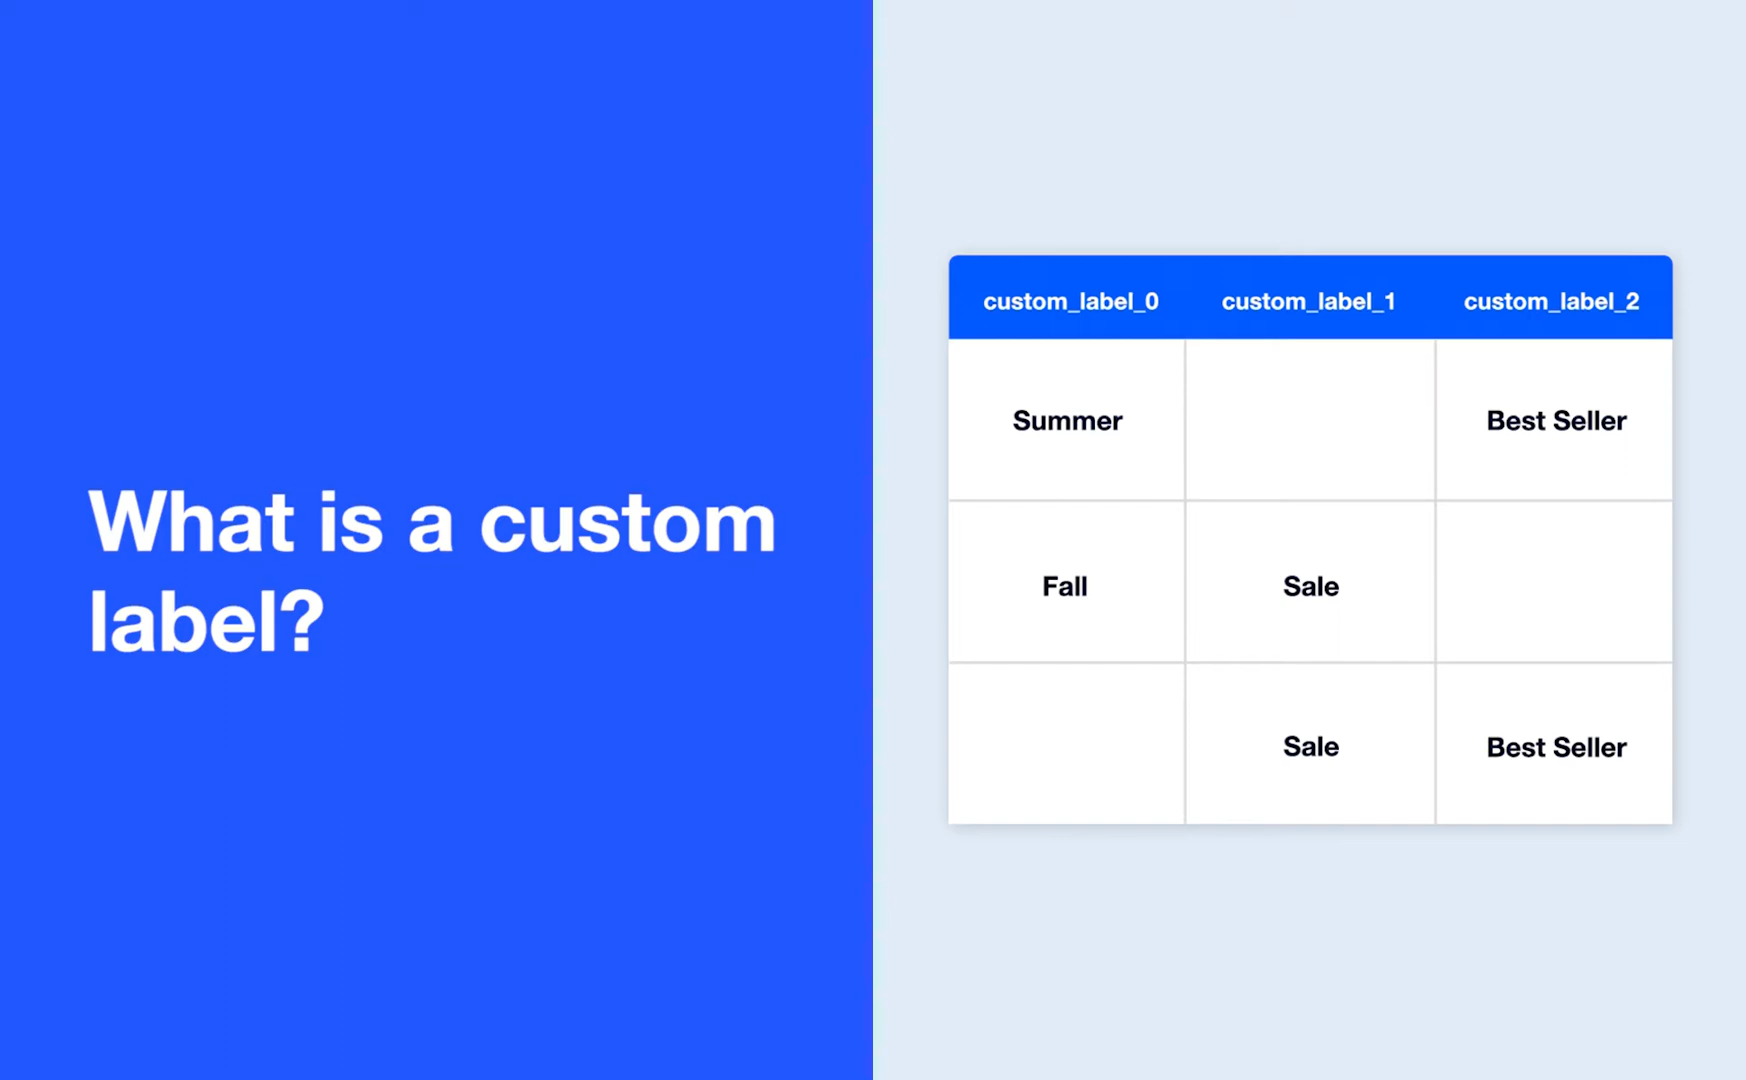 What is a custom
label?
custom_label_0 custom_label_1 custom_label_2
Summer Best Seller
Fall Sale
Sale Best Seller